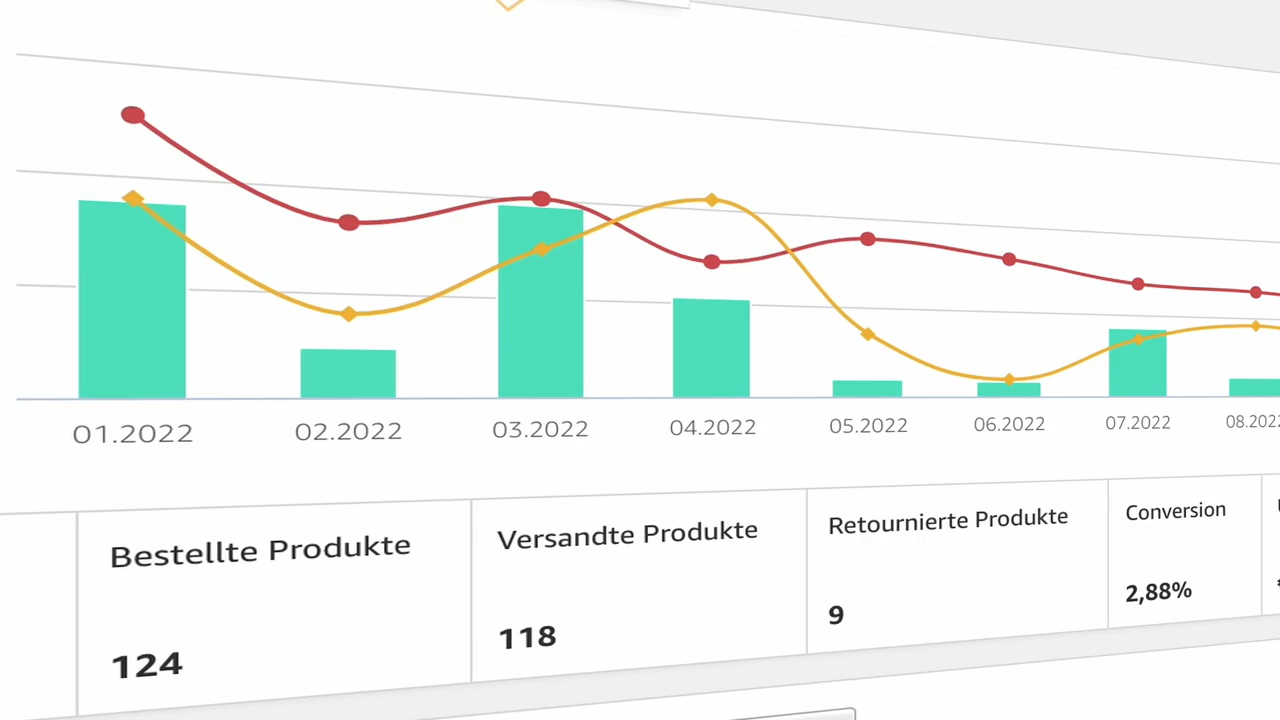 01.2022 02.2022 03.2022 04.2022 05.2022 06.2022 07.2022 08.2022
Bestellte Produkte Versandte Produkte Retournierte Produkte Conversion
124 118 9 2,88%